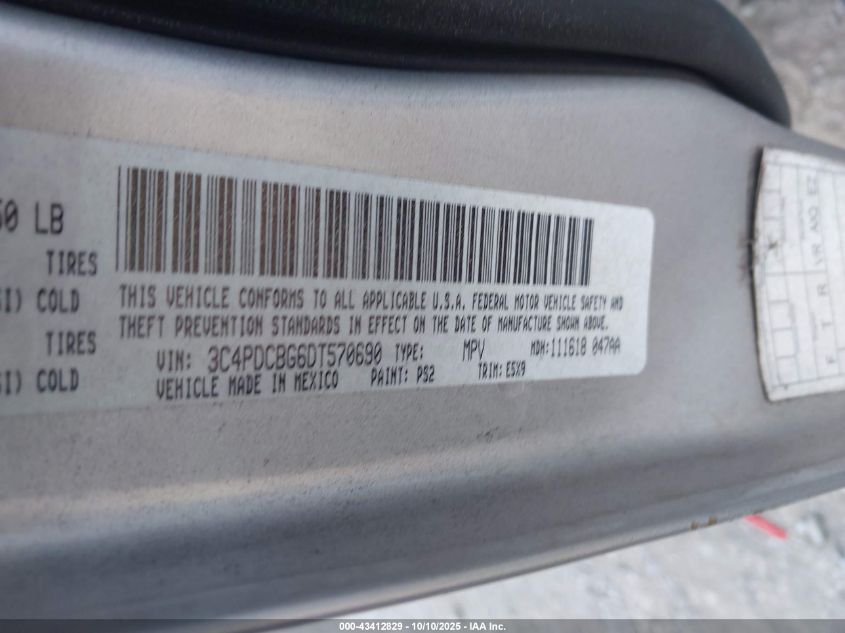 50 LB
TIRES
SI) COLD
TIRES
SI) COLD
THIS VEHICLE CONFORMS TO ALL APPLICABLE U.S.A. FEDERAL MOTOR VEHICLE SAFETY AND
THEFT PREVENTION STANDARDS IN EFFECT ON THE DATE OF MANUFACTURE SHOWN ABOVE.
VIN: 3C4PDCBG6DT570690 TYPE: MPV MDH:111618 047AA
VEHICLE MADE IN MEXICO PAINT: PS2 TRIM: E5X9
000-43412829 - 10/10/2025 - IAA Inc.